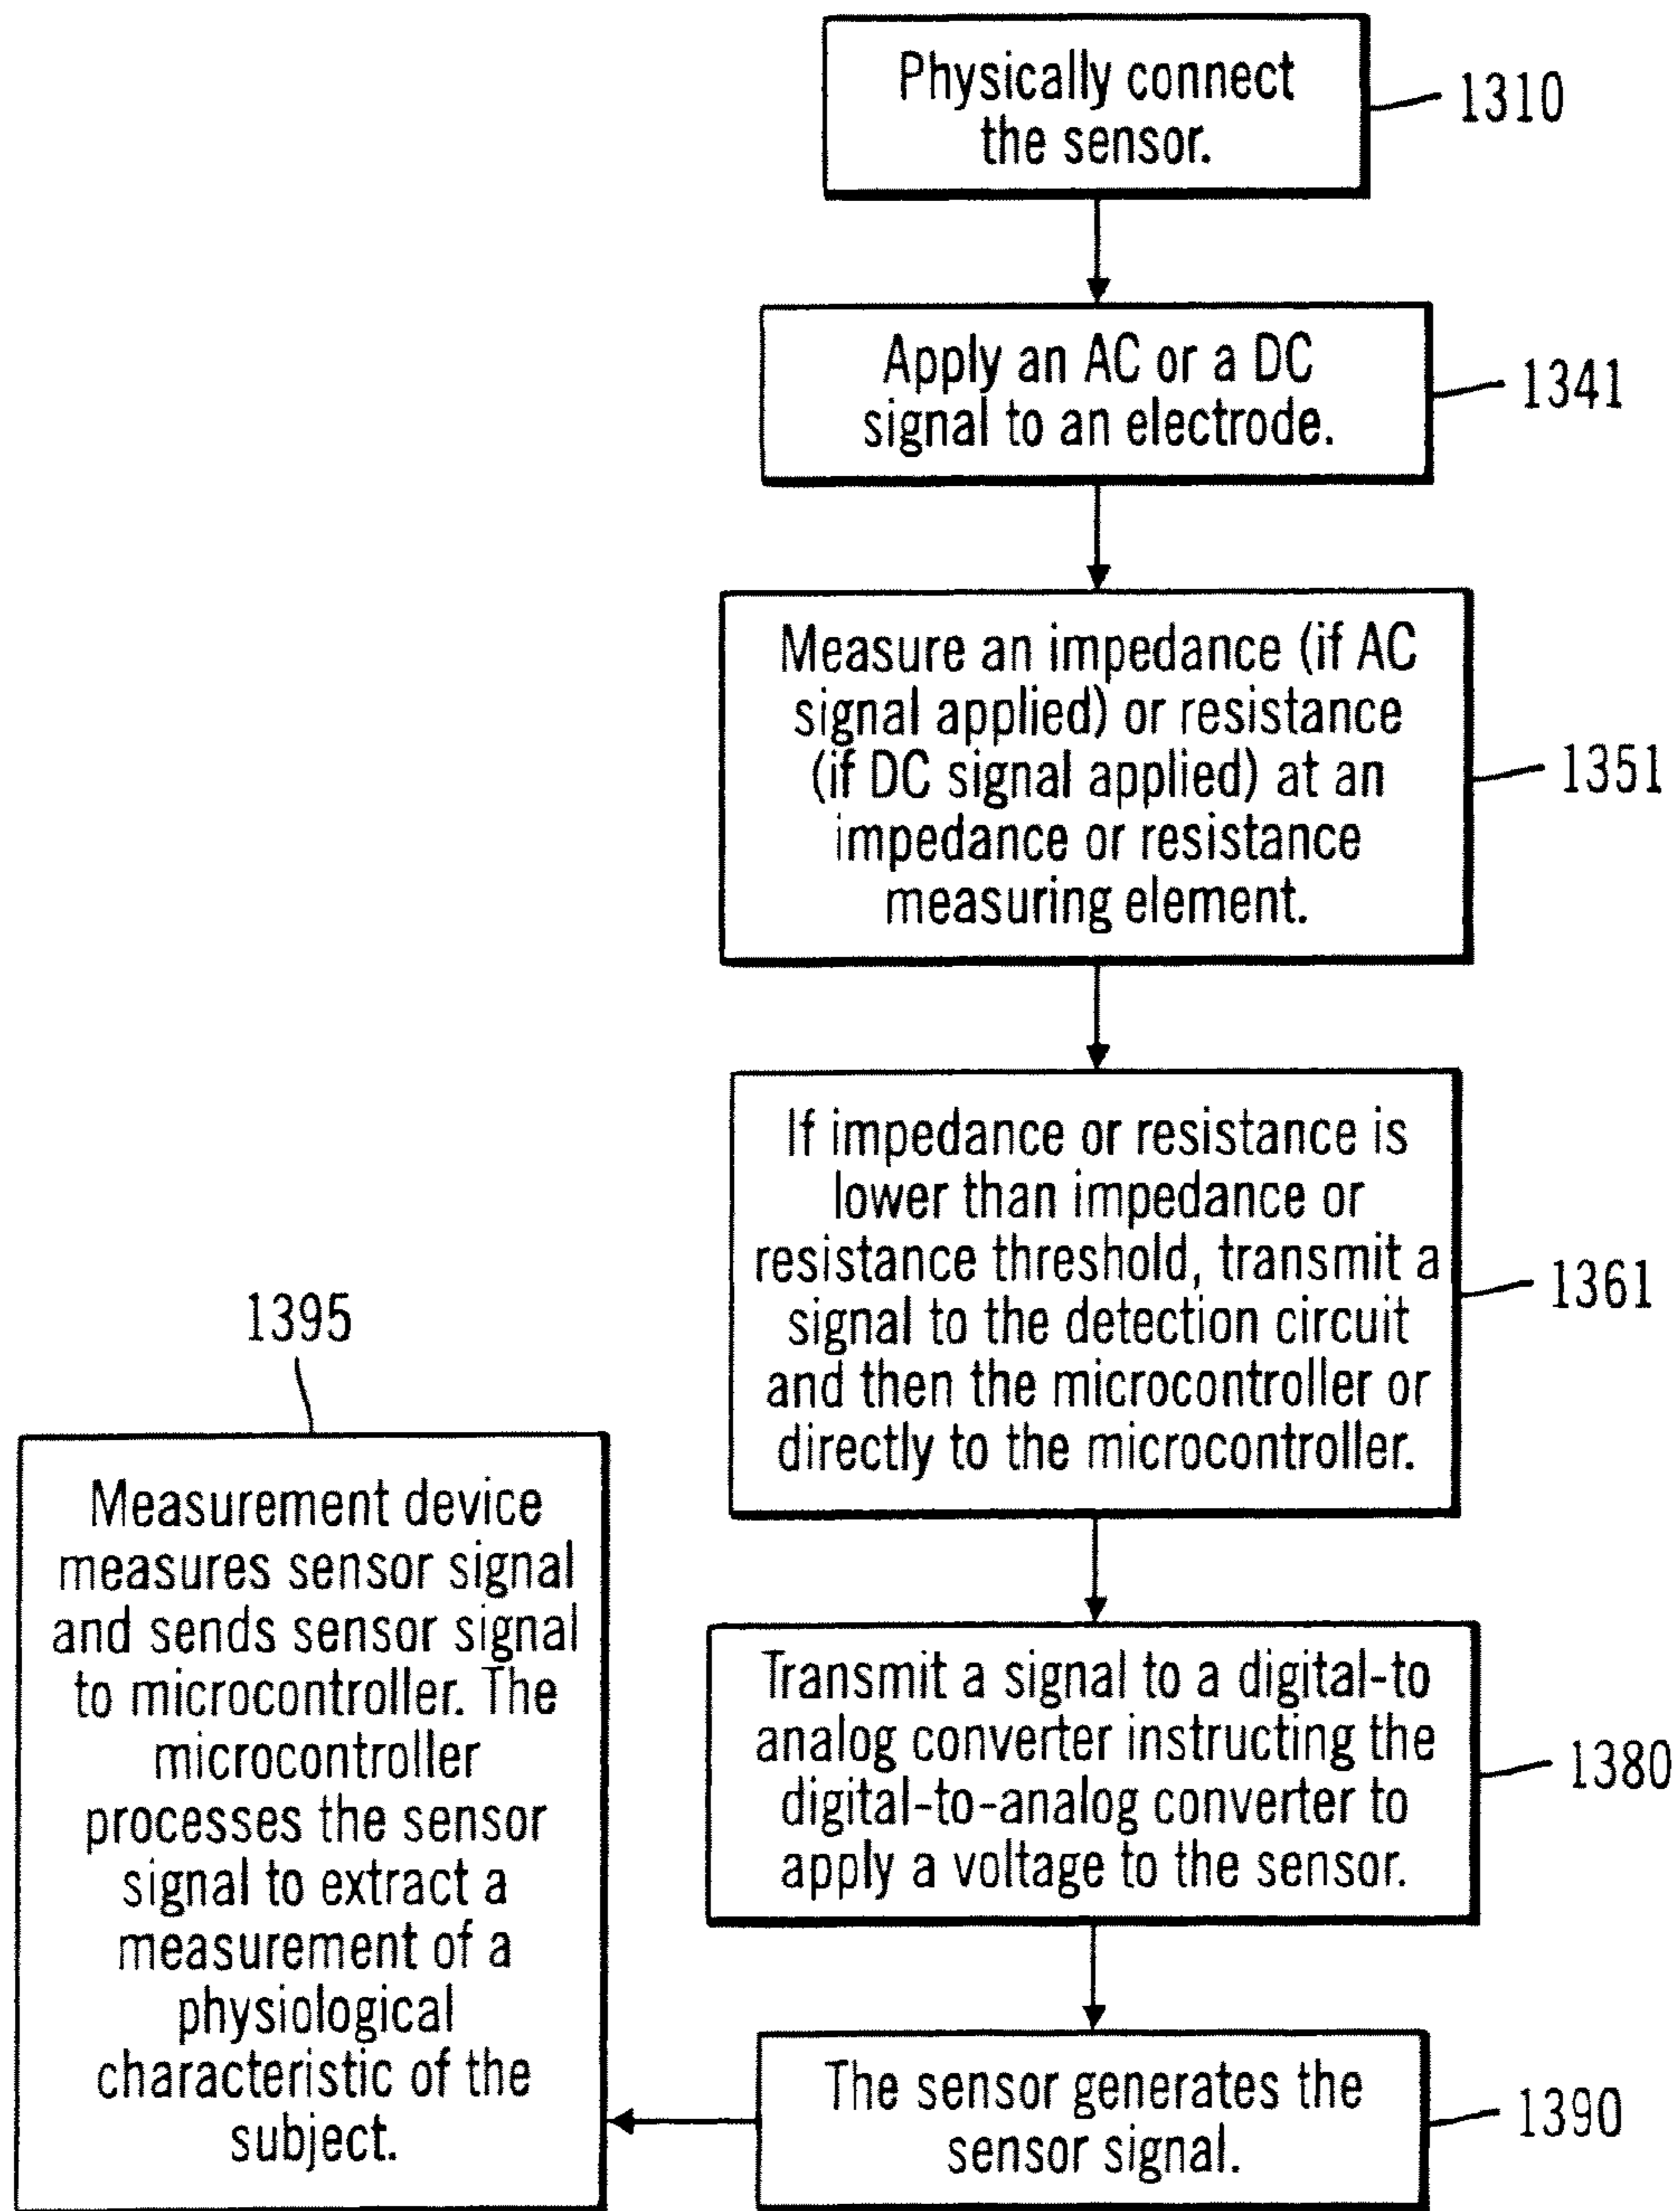 Physically connect
the sensor.
1310
Apply an AC or a DC
signal to an electrode.
1341
Measure an impedance (if AC
signal applied) or resistance
(if DC signal applied) at an
impedance or resistance
measuring element.
1351
If impedance or resistance is
lower than impedance or
resistance threshold, transmit a
signal to the detection circuit
and then the microcontroller or
directly to the microcontroller.
1361
Transmit a signal to a digital-to
analog converter instructing the
digital-to-analog converter to
apply a voltage to the sensor.
1380
The sensor generates the
sensor signal.
1390
1395
Measurement device
measures sensor signal
and sends sensor signal
to microcontroller. The
microcontroller
processes the sensor
signal to extract a
measurement of a
physiological
characteristic of the
subject.